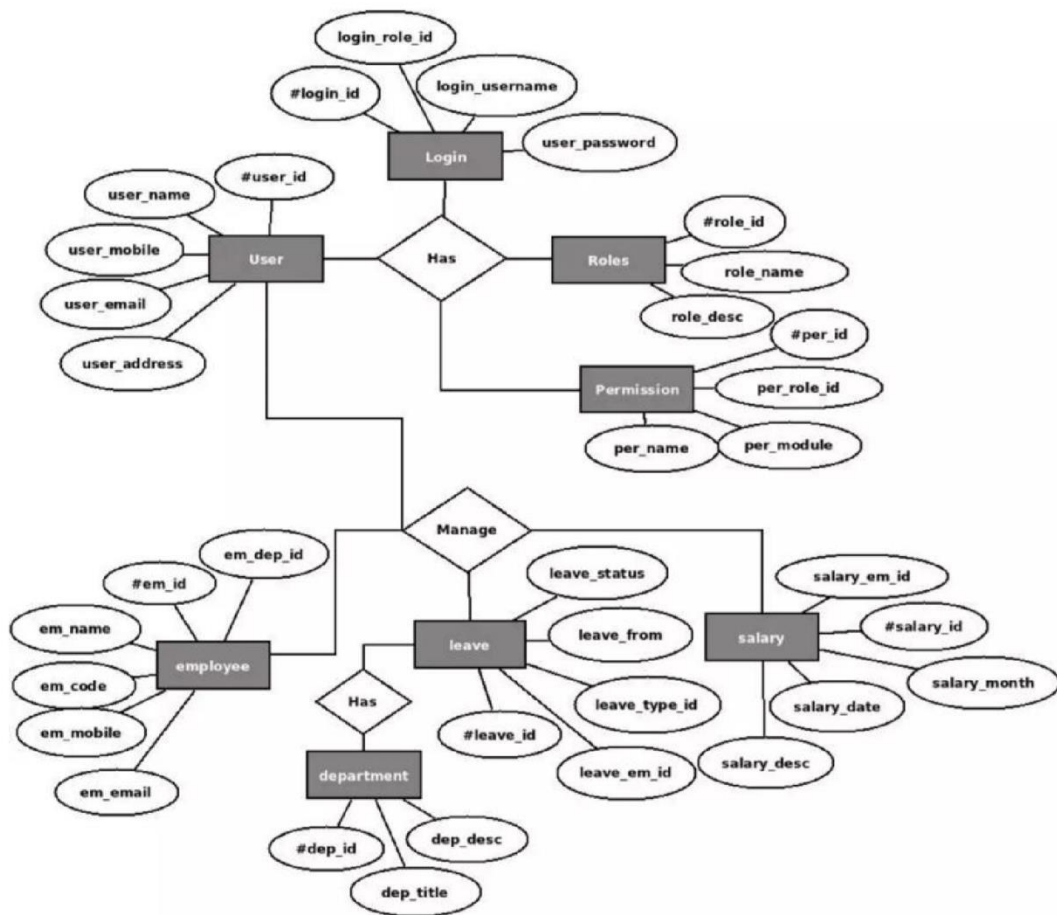 login_role_id
#login_id
login_username
Login
user_password
user_name
#user_id
user_mobile
User
Has
Roles
#role_id
role_name
user_email
role_desc
user_address
#per_id
Permission
per_role_id
per_name
per_module
Manage
em_dep_id
#em_id
leave_status
salary_em_id
em_name
leave_from
#salary_id
employee
leave
salary
em_code
salary_month
em_mobile
Has
leave_type_id
salary_date
#leave_id
em_email
department
leave_em_id
salary_desc
#dep_id
dep_desc
dep_title